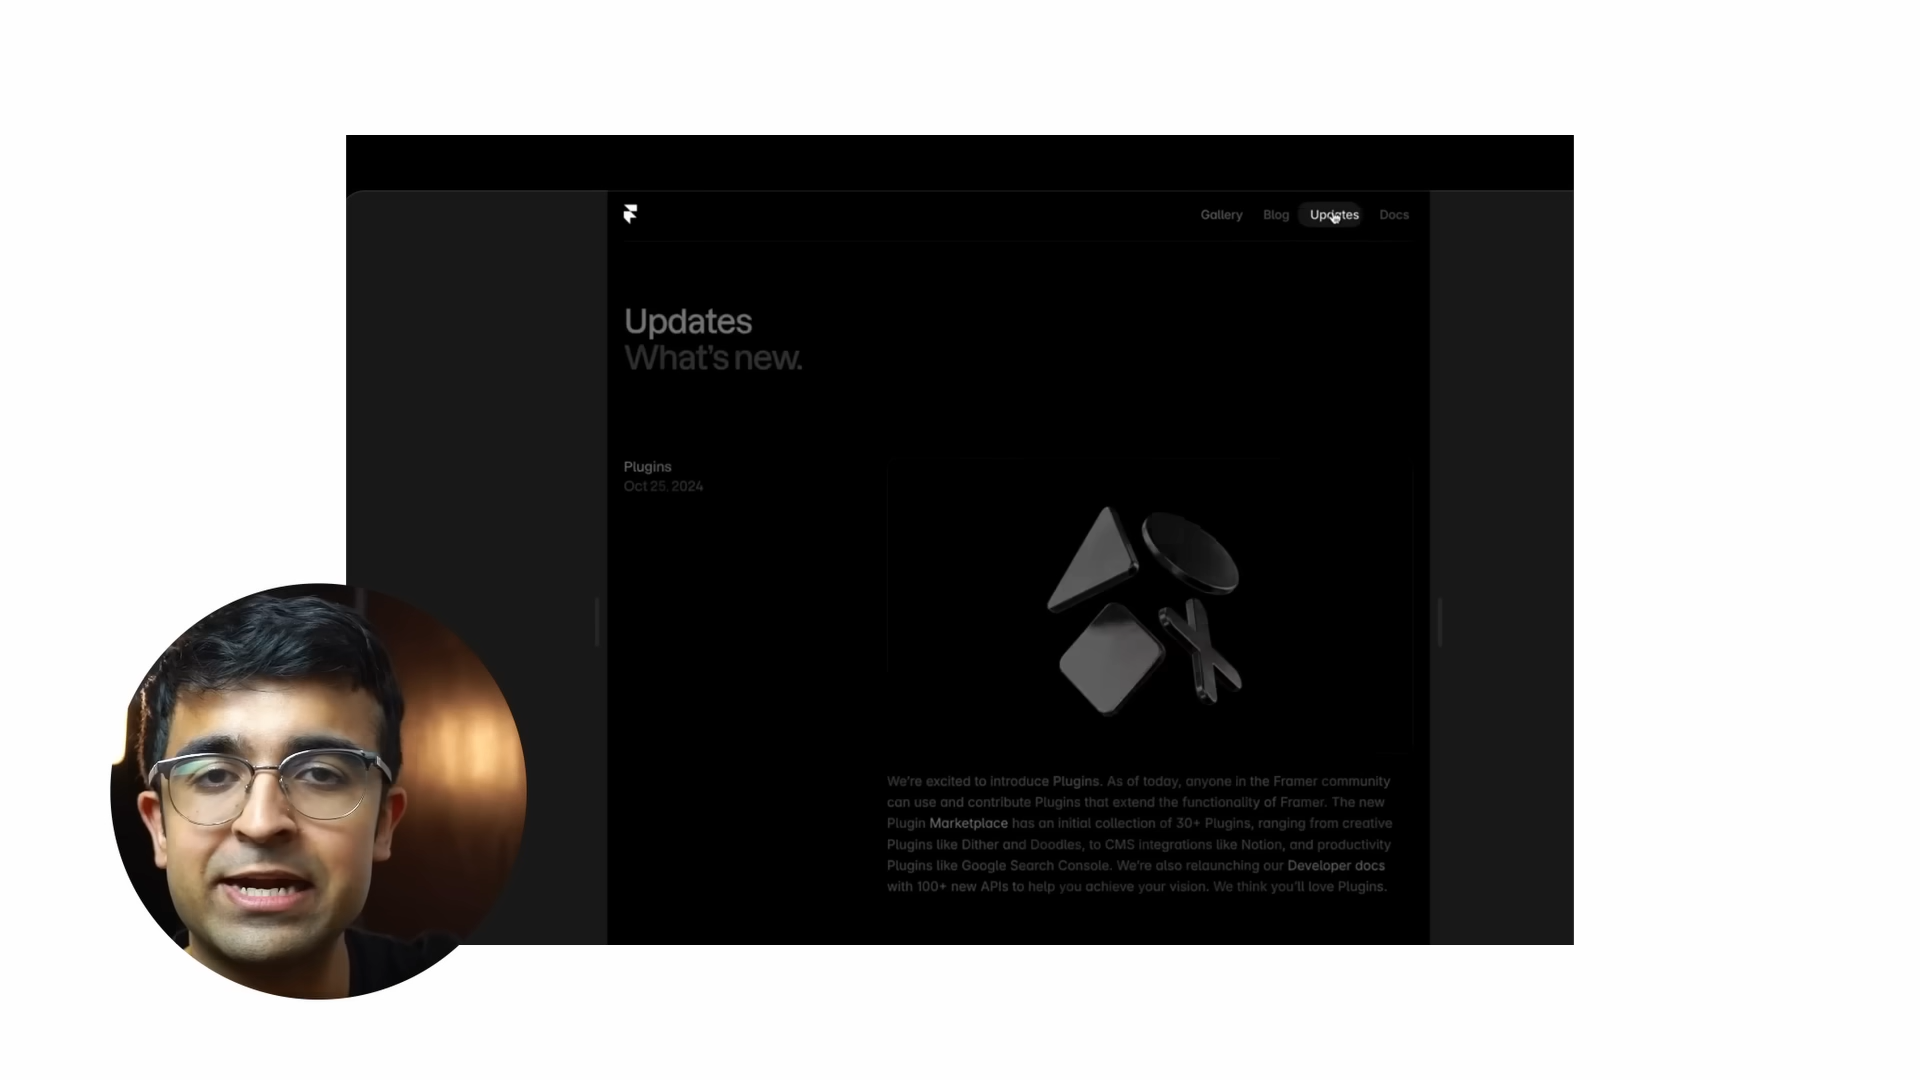 Gallery Blog Updates Docs
Updates
What's new.
Plugins
Oct 25, 2024
We're excited to introduce Plugins. As of today, anyone in the Framer community
can use and contribute Plugins that extend the functionality of Framer. The new
Plugin Marketplace has an initial collection of 30+ Plugins, ranging from creative
Plugins like Dither and Doodles, to CMS integrations like Notion, and productivity
Plugins like Google Search Console. We're also relaunching our Developer docs
with 100+ new APIs to help you achieve your vision. We think you'll love Plugins.